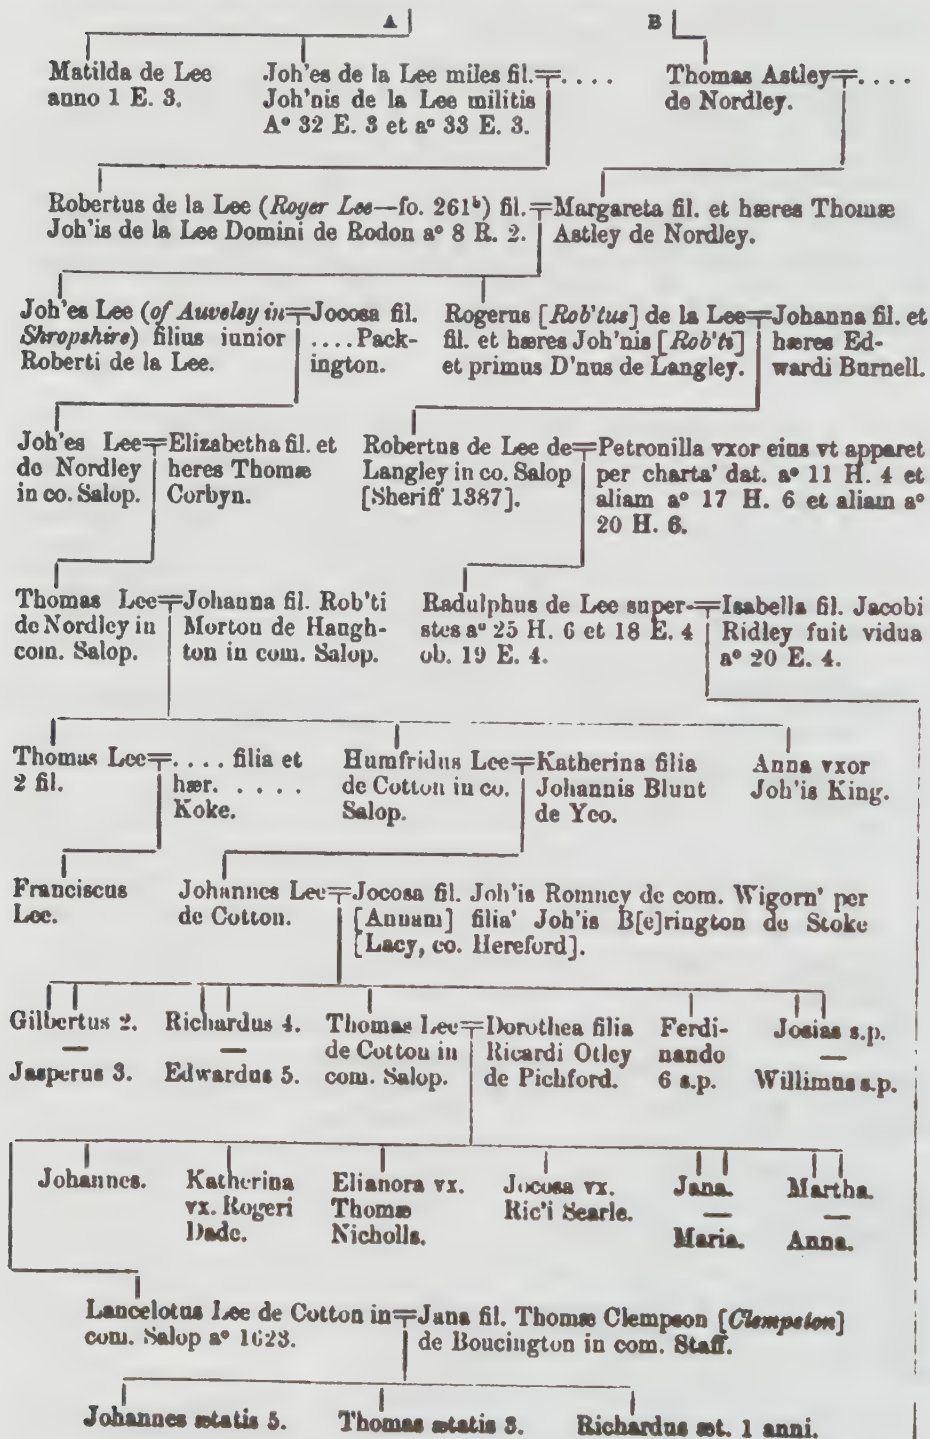 A B
Matilda de Lee
anno 1 E. 3.
Joh'es de la Lee miles fil.
Joh'nis de la Lee militis
Aº 32 E. 3 et aº 33 E. 3.
. . . .
Thomas Astley
de Nordley.
. . . .
Robertus de la Lee (Roger Lee—fo. 261ᵇ) fil.
Joh'is de la Lee Domini de Rodon aº 8 R. 2.
Margareta fil. et hæres Thomæ
Astley de Nordley.
Joh'es Lee (of Auveley in
Shropshire) filius iunior
Roberti de la Lee.
Jocosa fil.
. . . . Pack-
ington.
Rogerus [Rob'tus] de la Lee
fil. et hæres Joh'nis [Rob'ti]
et primus D'nus de Langley.
Johanna fil. et
hæres Ed-
wardi Burnell.
Joh'es Lee
de Nordley
in co. Salop.
Elizabetha fil. et
heres Thomæ
Corbyn.
Robertus de Lee de
Langley in co. Salop
[Sheriff 1387].
Petronilla vxor eius vt apparet
per charta' dat. aº 11 H. 4 et
aliam aº 17 H. 6 et aliam aº
20 H. 6.
Thomas Lee
de Nordley in
com. Salop.
Johanna fil. Rob'ti
Morton de Haugh-
ton in com. Salop.
Radulphus de Lee super-
stes aº 25 H. 6 et 18 E. 4
ob. 19 E. 4.
Isabella fil. Jacobi
Ridley fuit vidua
aº 20 E. 4.
Thomas Lee
2 fil.
. . . . filia et
hær. . . . .
Koke.
Humfridus Lee
de Cotton in co.
Salop.
Katherina filia
Johannis Blunt
de Yeo.
Anna vxor
Joh'is King.
Franciscus
Lee.
Johannes Lee
de Cotton.
Jocosa fil. Joh'is Romney de com. Wigorn' per
[Annam] filia' Joh'is B[e]rington de Stoke
[Lacy, co. Hereford].
Gilbertus 2.
—
Jasperus 3.
Richardus 4.
—
Edwardus 5.
Thomas Lee
de Cotton in
com. Salop.
Dorothea filia
Ricardi Otley
de Pichford.
Ferdi-
nando
6 s.p.
Josias s.p.
—
Willimus s.p.
Johannes.
Katherina
vx. Rogeri
Dade.
Elianora vx.
Thomæ
Nicholls.
Jocosa vx.
Ric'i Searle.
Jana.
—
Maria.
Martha.
—
Anna.
Lancelotus Lee de Cotton in
com. Salop aº 1623.
Jana fil. Thomæ Clempson [Clempston]
de Boucington in com. Staff.
Johannes ætatis 5.
Thomas ætatis 3.
Richardus æt. 1 anni.